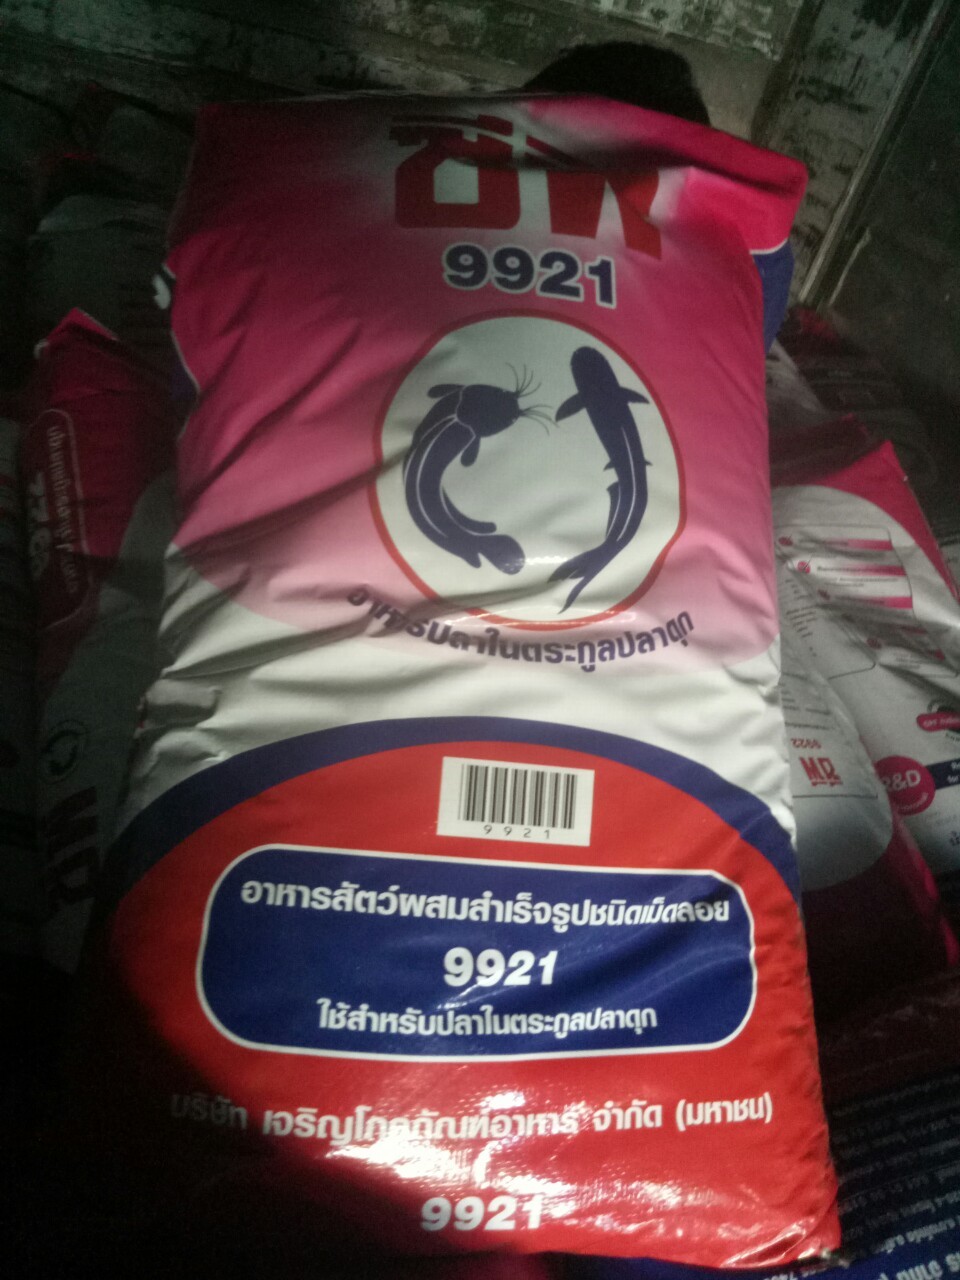 ซีพี
9921
อาหารปลาในตระกูลปลาดุก
9921
อาหารสัตว์ผสมสำเร็จรูปชนิดเม็ดลอย
9921
ใช้สำหรับปลาในตระกูลปลาดุก
บริษัท เจริญโภคภัณฑ์อาหาร จำกัด (มหาชน)
9921
9922
R&D